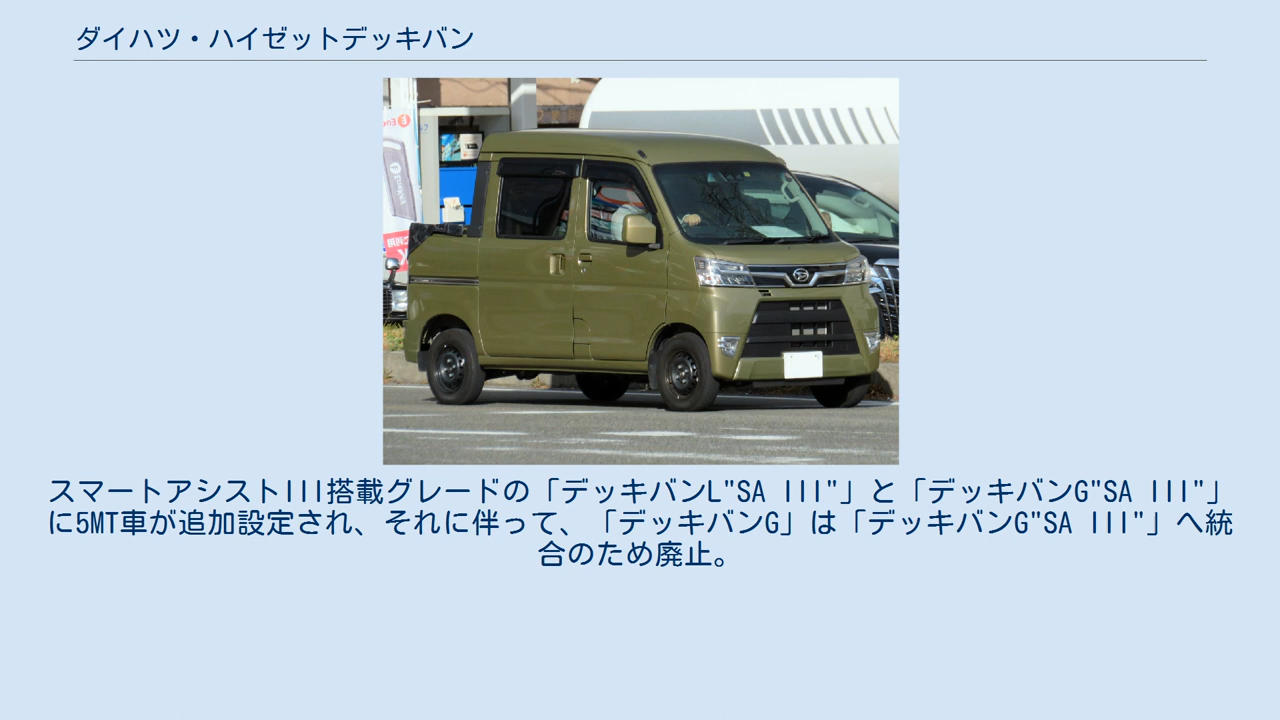 ダイハツ・ハイゼットデッキバン
スマートアシストIII搭載グレードの「デッキバンL"SA III"」と「デッキバンG"SA III"」
に5MT車が追加設定され、それに伴って、「デッキバンG」は「デッキバンG"SA III"」へ統
合のため廃止。